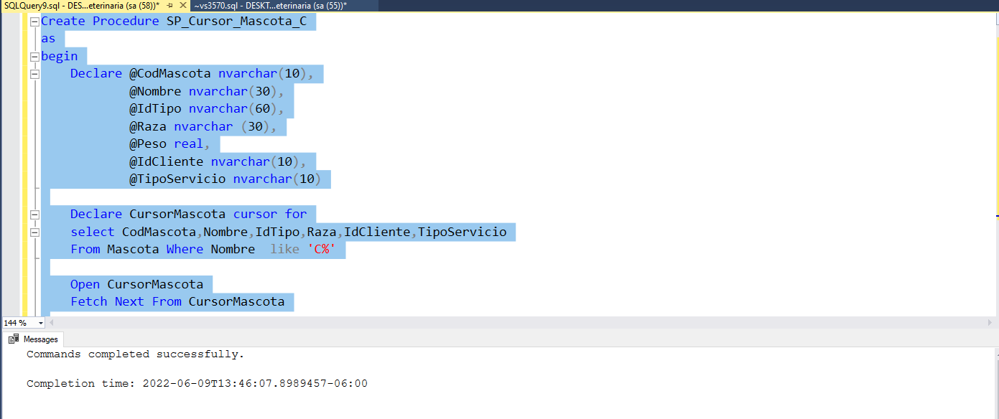 SQLQuery9.sql - DES...eterinaria (sa (58))* ~vs3570.sql - DESKT...eterinaria (sa (55))*
Create Procedure SP_Cursor_Mascota_C
as
begin
Declare @CodMascota nvarchar(10),
@Nombre nvarchar(30),
@IdTipo nvarchar(60),
@Raza nvarchar (30),
@Peso real,
@IdCliente nvarchar(10),
@TipoServicio nvarchar(10)
Declare CursorMascota cursor for
select CodMascota,Nombre,IdTipo,Raza,IdCliente,TipoServicio
From Mascota Where Nombre  like 'C%'
Open CursorMascota
Fetch Next From CursorMascota
144 %
Messages
Commands completed successfully.
Completion time: 2022-06-09T13:46:07.8989457-06:00